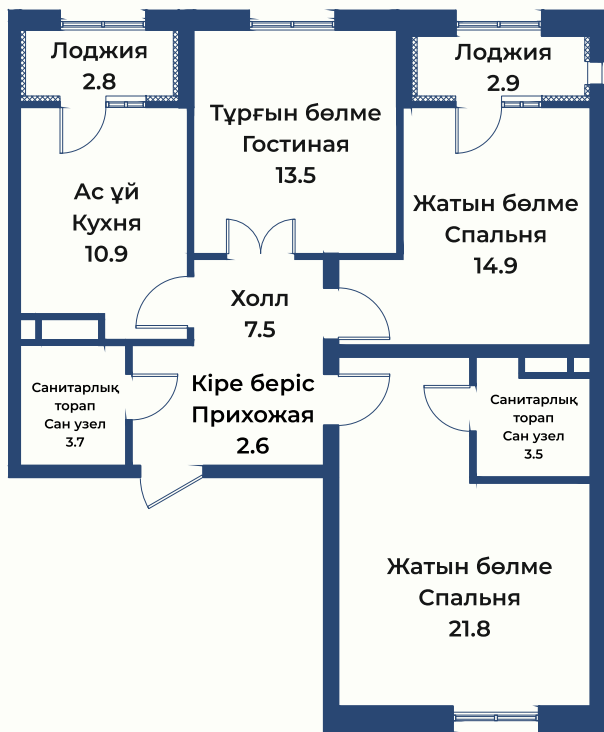 Лоджия
2.8
Тұрғын бөлме
Гостиная
13.5
Лоджия
2.9
Ас ұй
Кухня
10.9
Жатын бөлме
Спальня
14.9
Холл
7.5
Санитарлық
торап
Сан узел
3.7
Кіре беріс
Прихожая
2.6
Санитарлық
торап
Сан узел
3.5
Жатын бөлме
Спальня
21.8